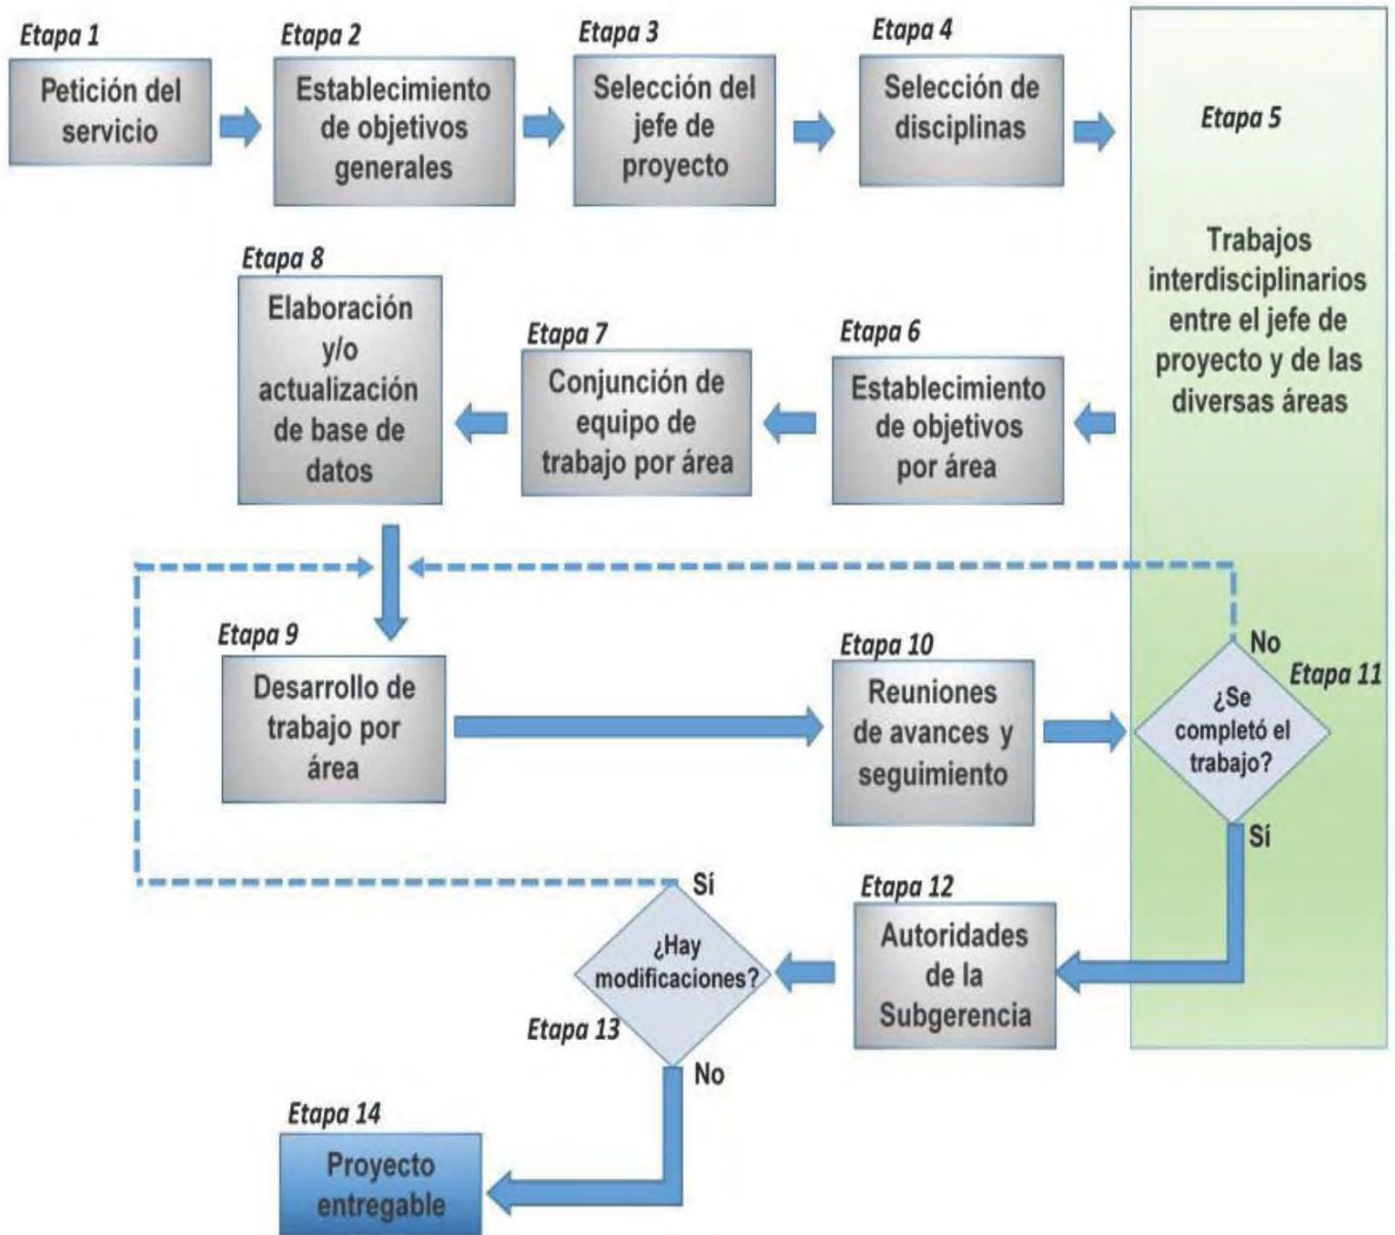 Etapa 1
Petición del
servicio
Etapa 2
Establecimiento
de objetivos
generales
Etapa 3
Selección del
jefe de
proyecto
Etapa 4
Selección de
disciplinas
Etapa 5
Trabajos
interdisciplinarios
entre el jefe de
proyecto y de las
diversas áreas
Etapa 6
Establecimiento
de objetivos
por área
Etapa 7
Conjunción de
equipo de
trabajo por área
Etapa 8
Elaboración
y/o
actualización
de base de
datos
Etapa 9
Desarrollo de
trabajo por
área
Etapa 10
Reuniones
de avances y
seguimiento
No
Etapa 11
¿Se
completó el
trabajo?
Sí
Etapa 12
Autoridades
de la
Subgerencia
Sí
¿Hay
modificaciones?
Etapa 13
No
Etapa 14
Proyecto
entregable